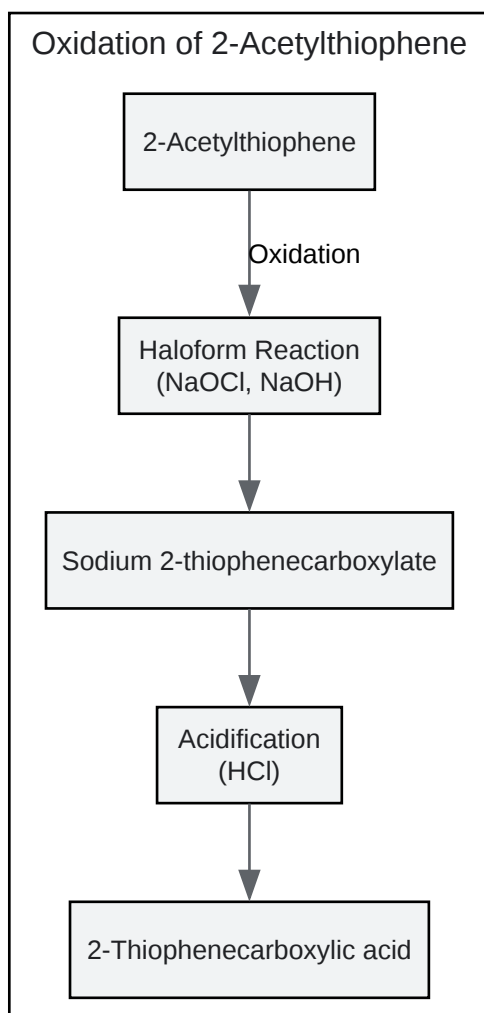 Oxidation of 2-Acetylthiophene
2-Acetylthiophene
Oxidation
Haloform Reaction
(NaOCl, NaOH)
Sodium 2-thiophenecarboxylate
Acidification
(HCl)
2-Thiophenecarboxylic acid